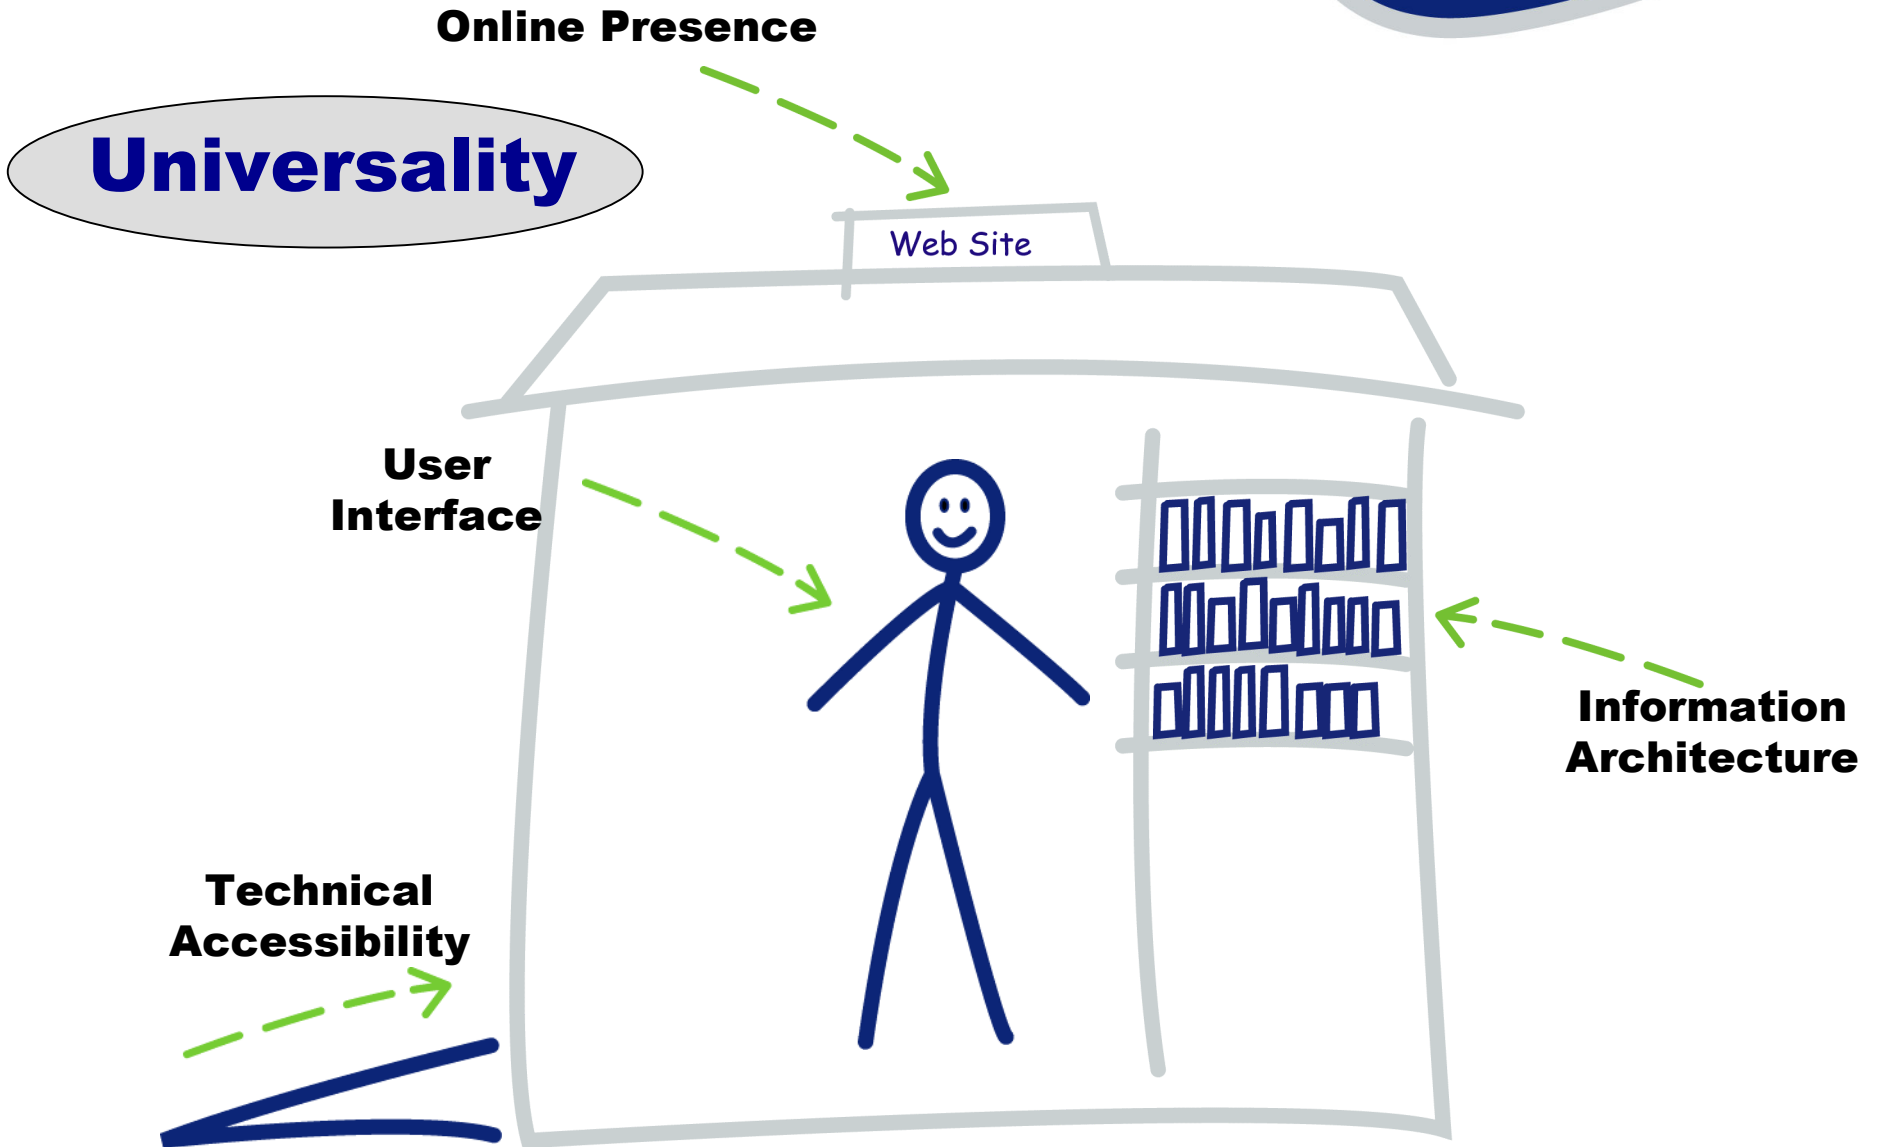 Online Presence
Universality
Web Site
User
Interface
Information
Architecture
Technical
Accessibility